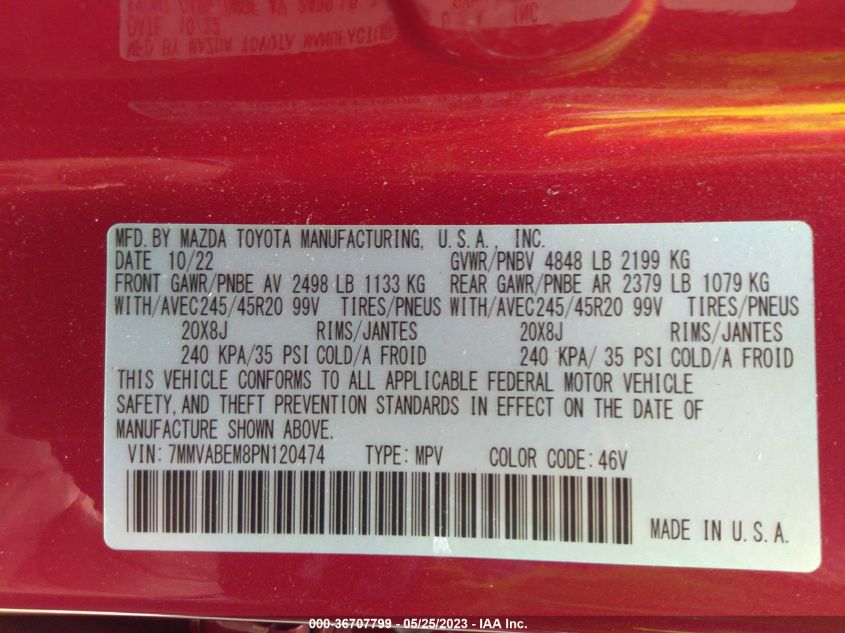 MFD. BY MAZDA TOYOTA MANUFACTURING, U.S.A., INC.
DATE 10/22 GVWR/PNBV 4848 LB 2199 KG
FRONT GAWR/PNBE AV 2498 LB 1133 KG REAR GAWR/PNBE AR 2379 LB 1079 KG
WITH/AVEC245/45R20 99V TIRES/PNEUS WITH/AVEC245/45R20 99V TIRES/PNEUS
20X8J RIMS/JANTES 20X8J RIMS/JANTES
240 KPA/35 PSI COLD/A FROID 240 KPA/ 35 PSI COLD/A FROID
THIS VEHICLE CONFORMS TO ALL APPLICABLE FEDERAL MOTOR VEHICLE
SAFETY, AND THEFT PREVENTION STANDARDS IN EFFECT ON THE DATE OF
MANUFACTURE SHOWN ABOVE.
VIN: 7MMVABEM8PN120474 TYPE: MPV COLOR CODE: 46V
MADE IN U.S.A.
000-36707799 - 05/25/2023 - IAA Inc.